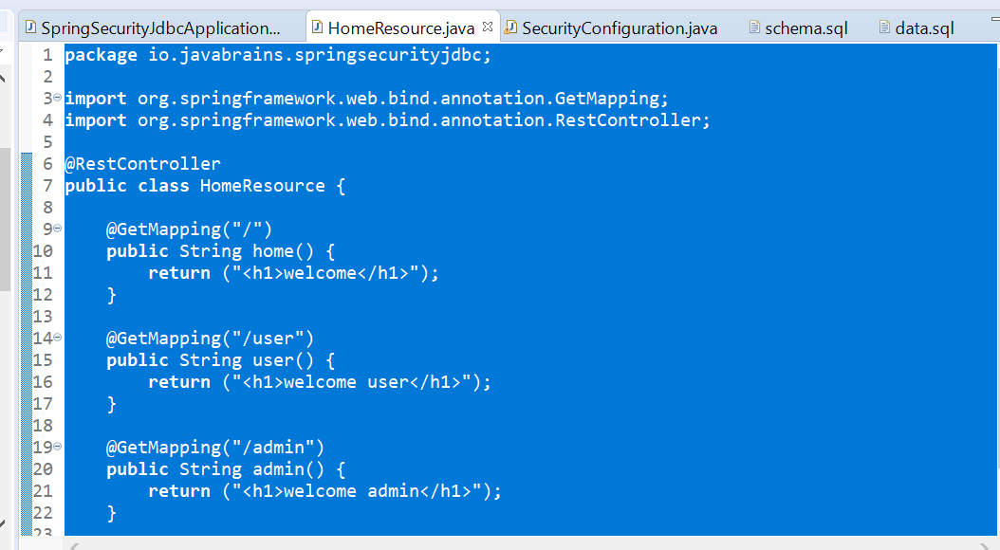 SpringSecurityJdbcApplication... HomeResource.java SecurityConfiguration.java schema.sql data.sql
1 package io.javabrains.springsecurityjdbc;
2
3 import org.springframework.web.bind.annotation.GetMapping;
4 import org.springframework.web.bind.annotation.RestController;
5
6 @RestController
7 public class HomeResource {
8
9 @GetMapping("/")
10 public String home() {
11 return ("<h1>welcome</h1>");
12 }
13
14 @GetMapping("/user")
15 public String user() {
16 return ("<h1>welcome user</h1>");
17 }
18
19 @GetMapping("/admin")
20 public String admin() {
21 return ("<h1>welcome admin</h1>");
22 }
23